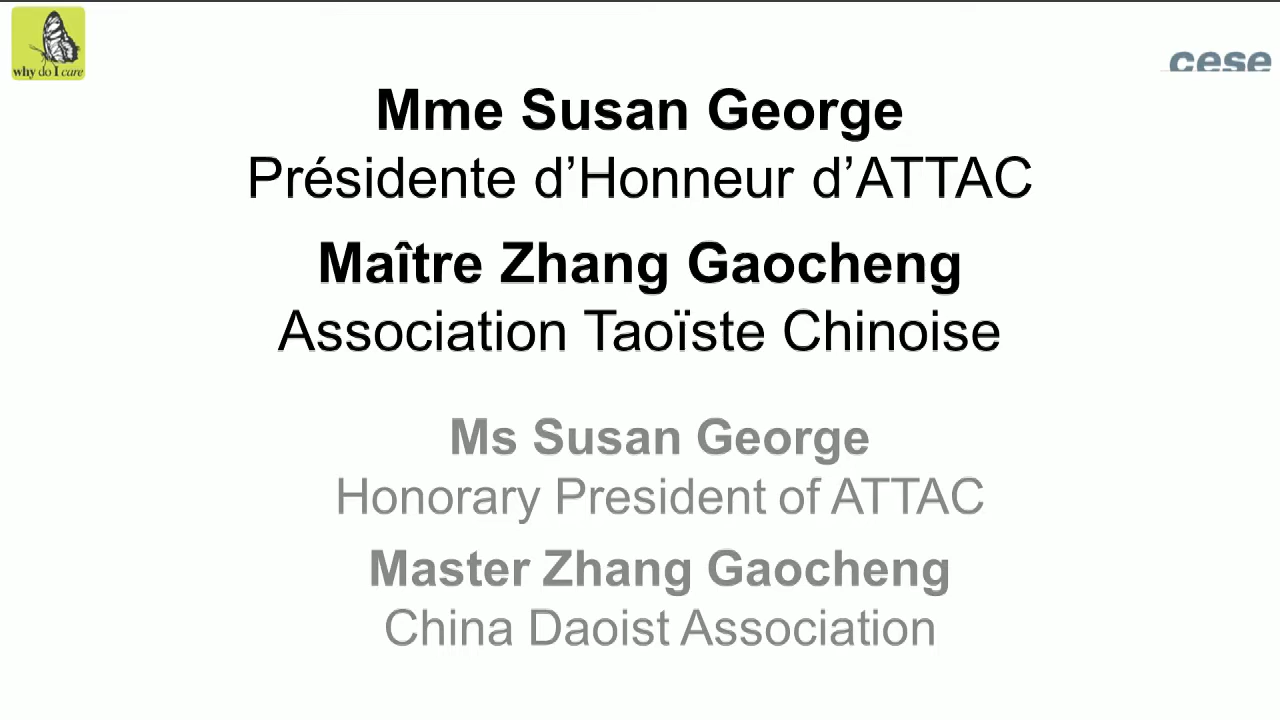 why do I care
cese
Mme Susan George
Présidente d’Honneur d’ATTAC
Maître Zhang Gaocheng
Association Taoïste Chinoise
Ms Susan George
Honorary President of ATTAC
Master Zhang Gaocheng
China Daoist Association